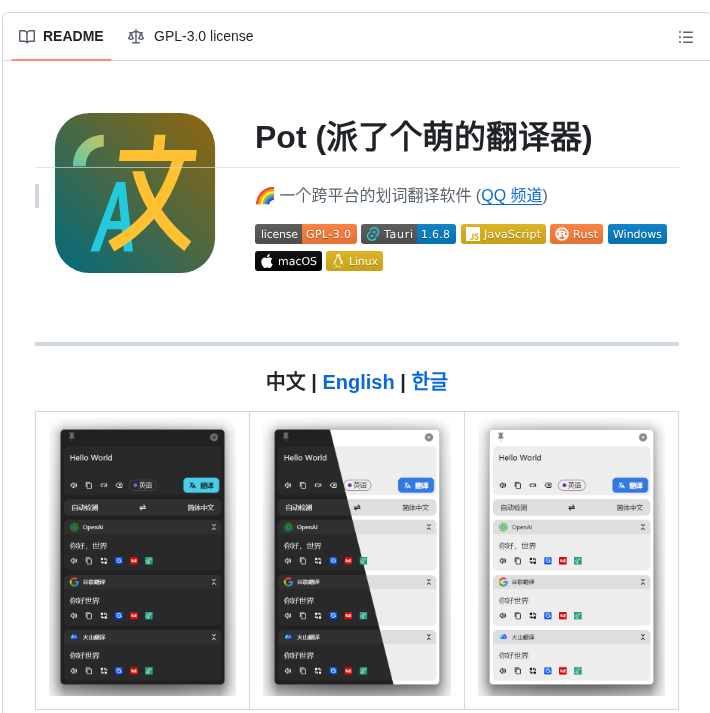 README
GPL-3.0 license
文
A
Pot (派了个萌的翻译器)
一个跨平台的划词翻译软件 (QQ 频道)
license GPL-3.0
Tauri 1.6.8
JS JavaScript
Rust
Windows
macOS
Linux
中文 | English | 한글
Hello World
英语
翻译
自动检测
简体中文
OpenAI
你好，世界
谷歌翻译
你好世界
火山翻译
你好世界
Hello World
英语
翻译
自动检测
简体中文
OpenAI
你好，世界
谷歌翻译
你好世界
火山翻译
你好世界
Hello World
英语
翻译
自动检测
简体中文
OpenAI
你好，世界
谷歌翻译
你好世界
火山翻译
你好世界